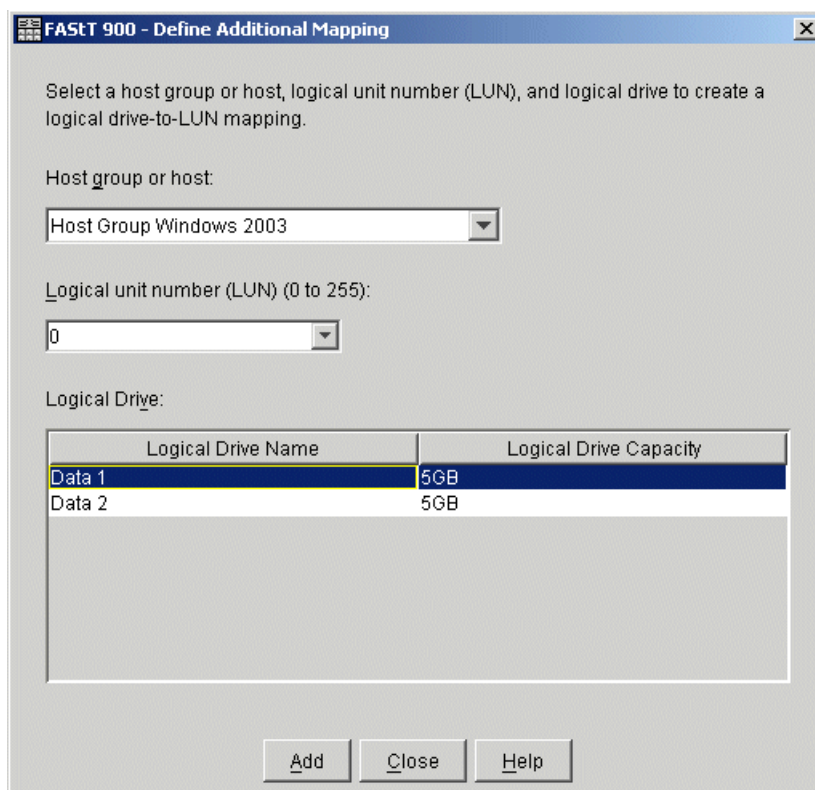 FAStT 900 - Define Additional Mapping
Select a host group or host, logical unit number (LUN), and logical drive to create a
logical drive-to-LUN mapping.
Host group or host:
Host Group Windows 2003
Logical unit number (LUN) (0 to 255):
0
Logical Drive:
Logical Drive Name Logical Drive Capacity
Data 1 5GB
Data 2 5GB
Add Close Help